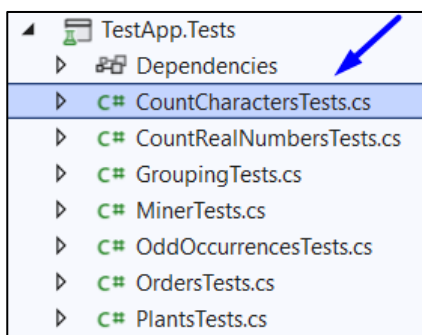 TestApp.Tests
Dependencies
C# CountCharactersTests.cs
C# CountRealNumbersTests.cs
C# GroupingTests.cs
C# MinerTests.cs
C# OddOccurrencesTests.cs
C# OrdersTests.cs
C# PlantsTests.cs